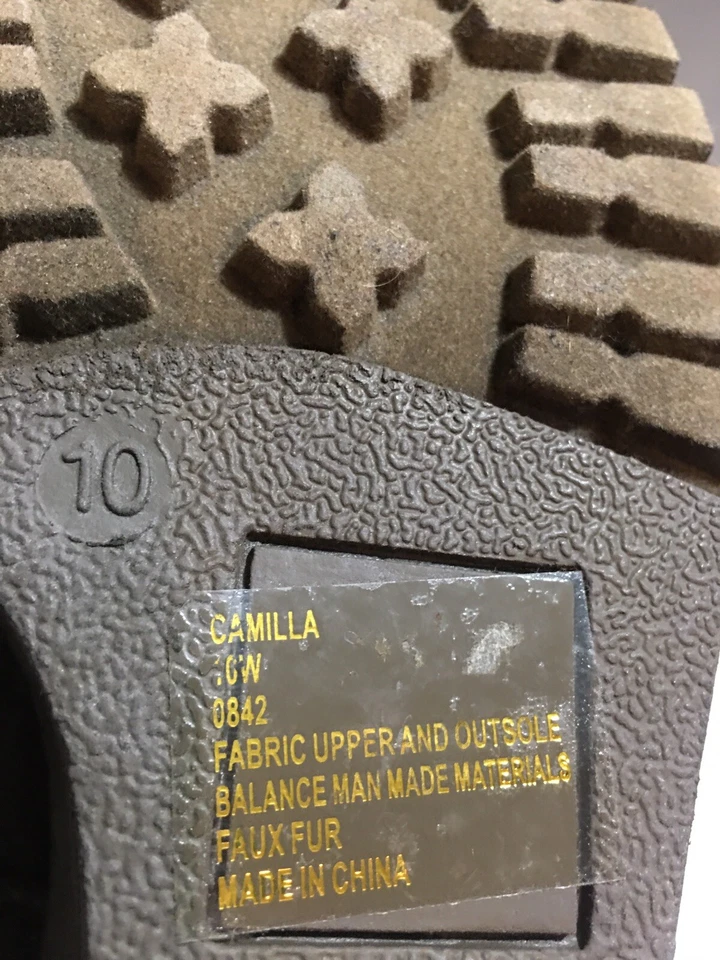 10
CAMILLA
10W
0842
FABRIC UPPER AND OUTSOLE
BALANCE MAN MADE MATERIALS
FAUX FUR
MADE IN CHINA